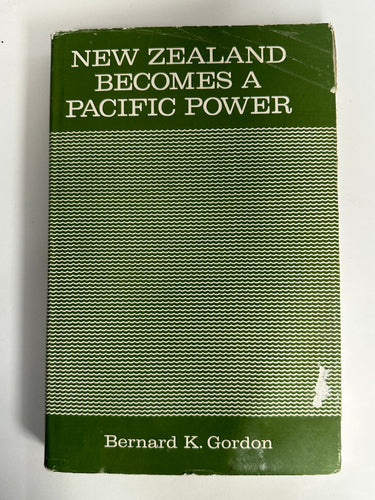 NEW ZEALAND
BECOMES A
PACIFIC POWER
Bernard K. Gordon